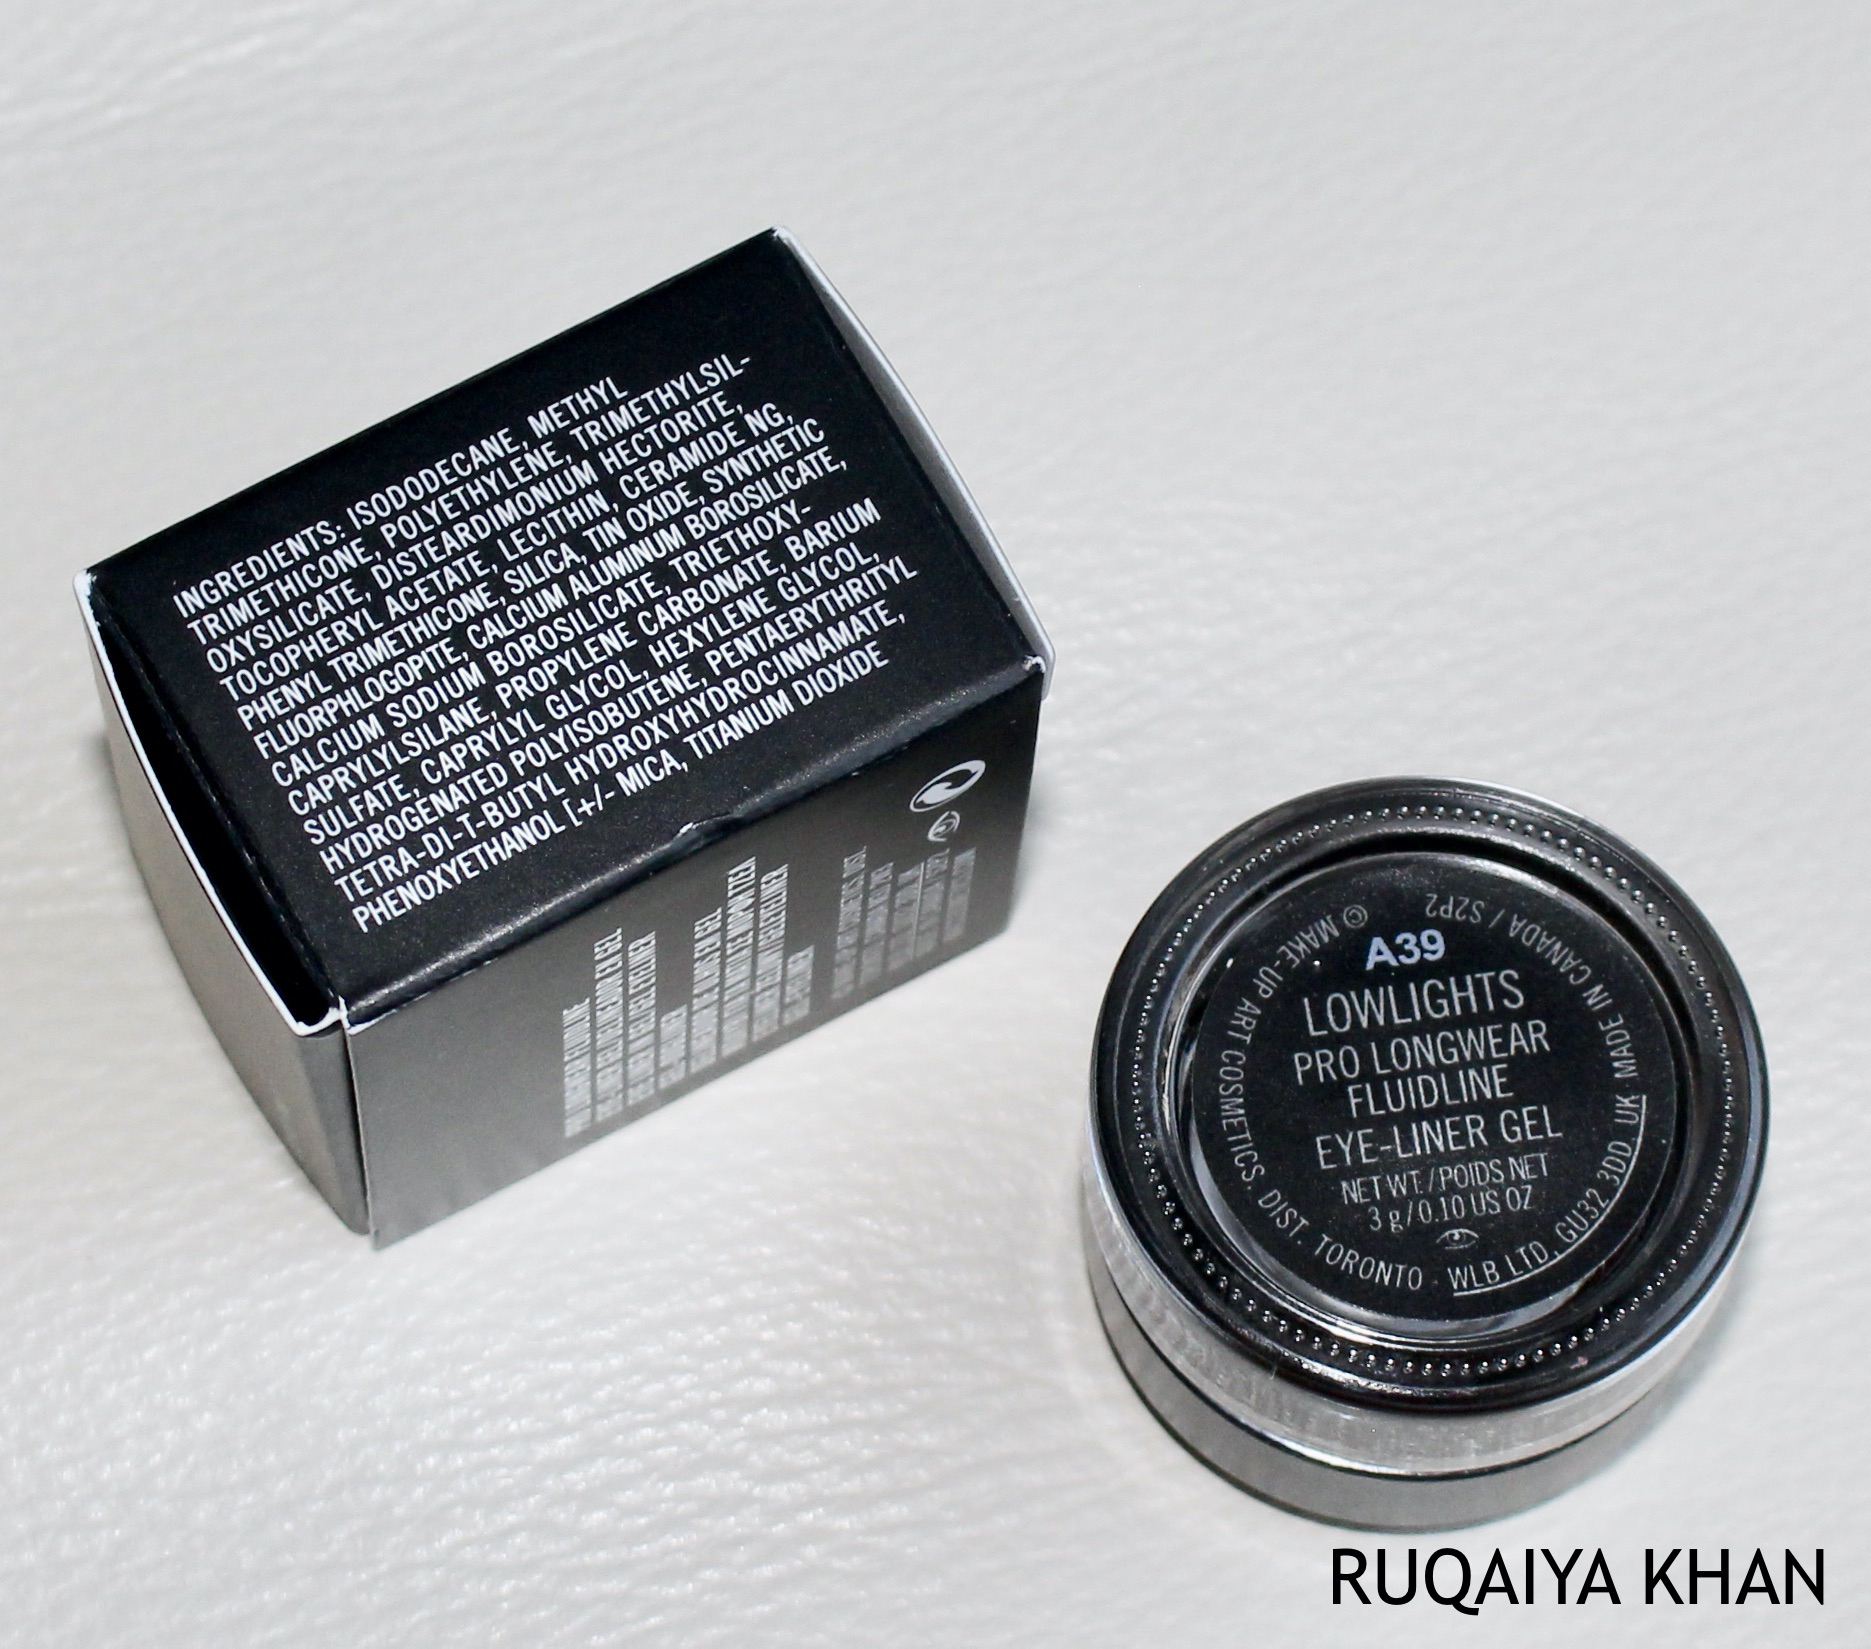 INGREDIENTS: ISODODECANE, METHYL
TRIMETHICONE, POLYETHYLENE, TRIMETHYLSIL-
OXYSILICATE, DISTEARDIMONIUM HECTORITE,
TOCOPHERYL ACETATE, LECITHIN, CERAMIDE NG,
PHENYL TRIMETHICONE, SILICA, TIN OXIDE, SYNTHETIC
FLUORPHLOGOPITE, CALCIUM ALUMINUM BOROSILICATE,
CALCIUM SODIUM BOROSILICATE, TRIETHOXY-
CAPRYLYLSILANE, PROPYLENE CARBONATE, BARIUM
SULFATE, CAPRYLYL GLYCOL, HEXYLENE GLYCOL,
HYDROGENATED POLYISOBUTENE, PENTAERYTHRITYL
TETRA-DI-T-BUTYL HYDROXYHYDROCINNAMATE,
PHENOXYETHANOL [+/- MICA, TITANIUM DIOXIDE
A39
LOWLIGHTS
PRO LONGWEAR
FLUIDLINE
EYE-LINER GEL
NET WT. / POIDS NET
3 g / 0.10 US OZ
© MAKE-UP ART COSMETICS. DIST. TORONTO · WLB LTD, GU32 3DD. UK · MADE IN CANADA / S2P2
RUQAIYA KHAN